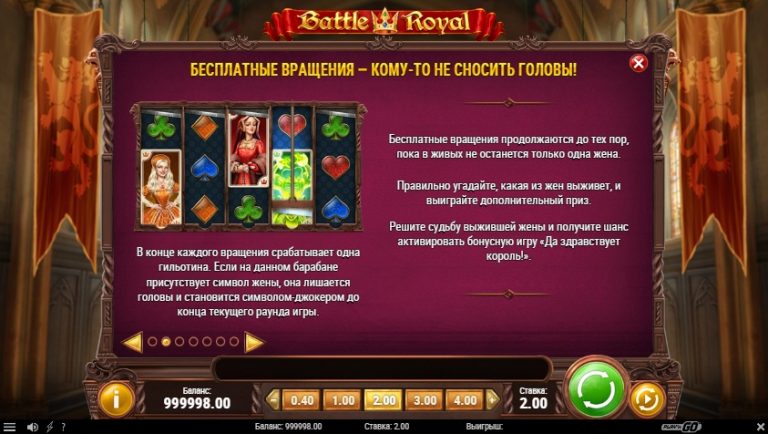 Battle Royal
БЕСПЛАТНЫЕ ВРАЩЕНИЯ – КОМУ-ТО НЕ СНОСИТЬ ГОЛОВЫ!
В конце каждого вращения срабатывает одна
гильотина. Если на данном барабане
присутствует символ жены, она лишается
головы и становится символом-джокером до
конца текущего раунда игры.
Бесплатные вращения продолжаются до тех пор,
пока в живых не останется только одна жена.
Правильно угадайте, какая из жен выживет, и
выиграйте дополнительный приз.
Решите судьбу выжившей жены и получите шанс
активировать бонусную игру «Да здравствует
король!».
Баланс:
999998.00
0.40 1.00 2.00 3.00 4.00
Ставка:
2.00
? Баланс: 999998.00 Ставка: 2.00 Выигрыш: PLAY'N GO